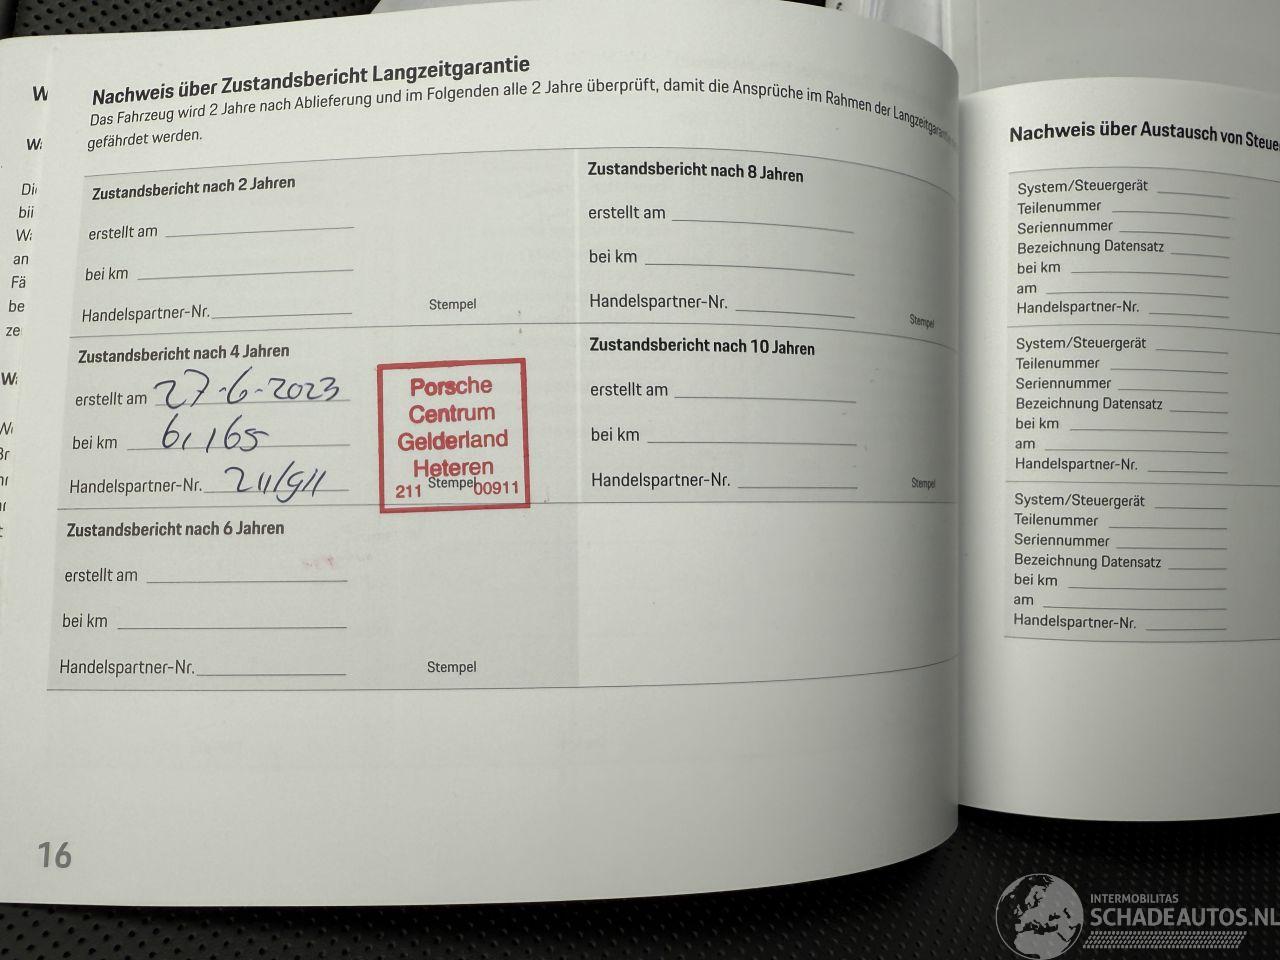 Nachweis über Zustandsbericht Langzeitgarantie
Das Fahrzeug wird 2 Jahre nach Ablieferung und im Folgenden alle 2 Jahre überprüft, damit die Ansprüche im Rahmen der Langzeitgarantie
gefährdet werden.
Zustandsbericht nach 2 Jahren
erstellt am
bei km
Handelspartner-Nr.
Stempel
Zustandsbericht nach 4 Jahren
erstellt am 27-6-2023
bei km 61165
Handelspartner-Nr. 211/911
Porsche
Centrum
Gelderland
Heteren
211 Stempel 00911
Zustandsbericht nach 6 Jahren
erstellt am
bei km
Handelspartner-Nr.
Stempel
Zustandsbericht nach 8 Jahren
erstellt am
bei km
Handelspartner-Nr.
Stempel
Zustandsbericht nach 10 Jahren
erstellt am
bei km
Handelspartner-Nr.
Stempel
16
Nachweis über Austausch von Steue
System/Steuergerät
Teilenummer
Seriennummer
Bezeichnung Datensatz
bei km
am
Handelspartner-Nr.
System/Steuergerät
Teilenummer
Seriennummer
Bezeichnung Datensatz
bei km
am
Handelspartner-Nr.
System/Steuergerät
Teilenummer
Seriennummer
Bezeichnung Datensatz
bei km
am
Handelspartner-Nr.
INTERMOBILITAS
SCHADEAUTOS.NL